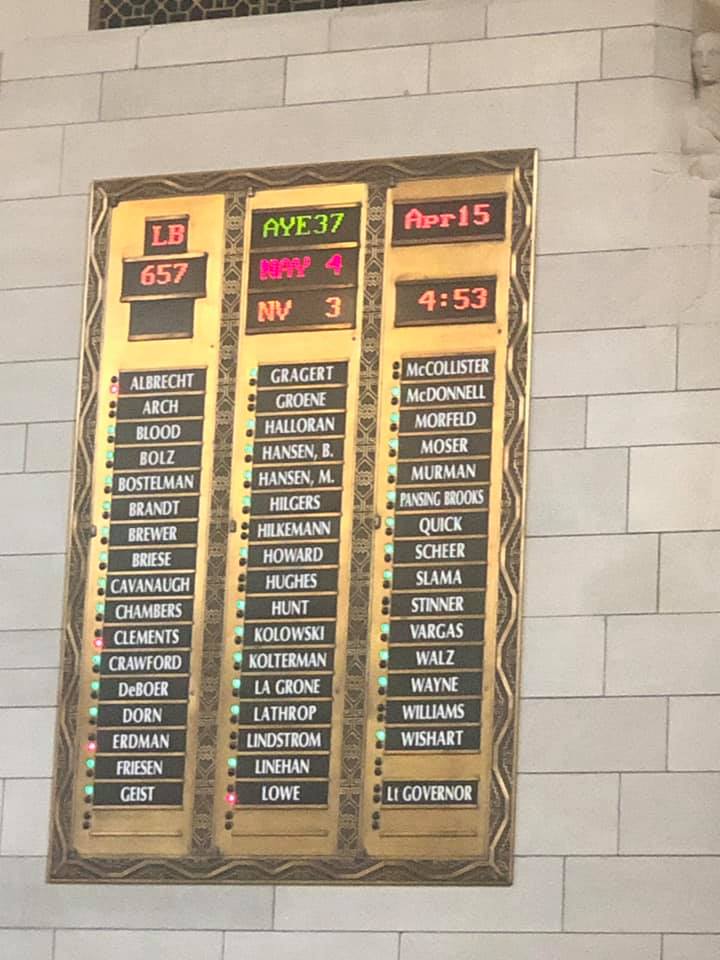 LB
657
AYE37
NAY 4
NV 3
Apr15
4:53
ALBRECHT
ARCH
BLOOD
BOLZ
BOSTELMAN
BRANDT
BREWER
BRIESE
CAVANAUGH
CHAMBERS
CLEMENTS
CRAWFORD
DeBOER
DORN
ERDMAN
FRIESEN
GEIST
GRAGERT
GROENE
HALLORAN
HANSEN, B.
HANSEN, M.
HILGERS
HILKEMANN
HOWARD
HUGHES
HUNT
KOLOWSKI
KOLTERMAN
LA GRONE
LATHROP
LINDSTROM
LINEHAN
LOWE
McCOLLISTER
McDONNELL
MORFELD
MOSER
MURMAN
PANSING BROOKS
QUICK
SCHEER
SLAMA
STINNER
VARGAS
WALZ
WAYNE
WILLIAMS
WISHART
Lt GOVERNOR